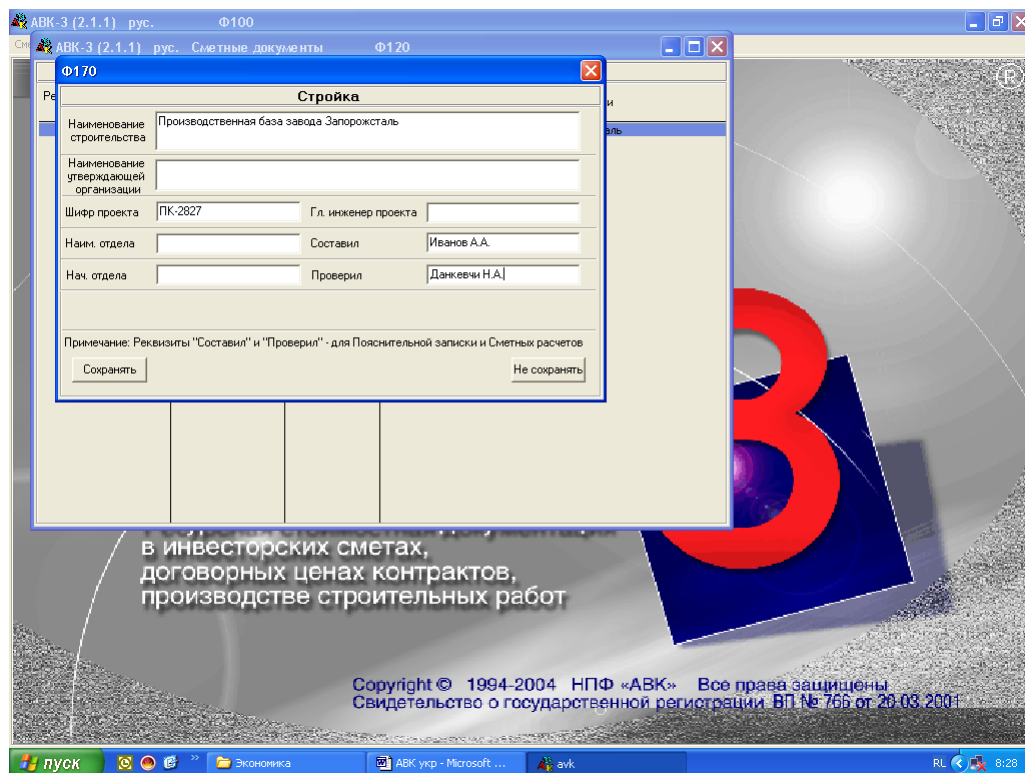 АВК-3 (2.1.1) рус. Ф100
АВК-3 (2.1.1) рус. Сметные документы Ф120
Ф170
Стройка
Наименование строительства
Производственная база завода Запорожсталь
Наименование утверждающей организации
Шифр проекта ПК-2827 Гл. инженер проекта
Наим. отдела Составил Иванов А.А.
Нач. отдела Проверил Данкевчи Н.А.
Примечание: Реквизиты "Составил" и "Проверил" - для Пояснительной записки и Сметных расчетов
Сохранять Не сохранять
3
в инвесторских сметах,
договорных ценах контрактов,
производстве строительных работ
Copyright © 1994-2004 НПФ «АВК» Все права защищены
Свидетельство о государственной регистрации ВП № 766 от 20.03.2001
пуск » Экономика АВК укр - Microsoft ... avk RL 8:28